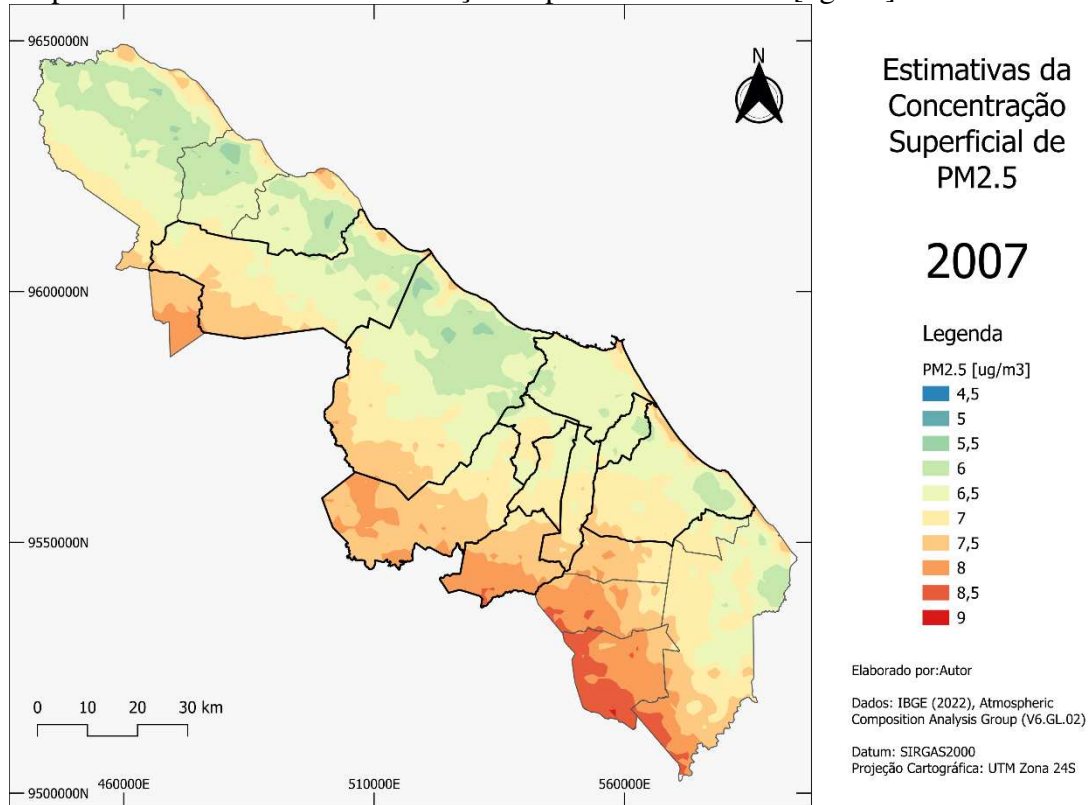 9650000N
9600000N
9550000N
9500000N
N
0 10 20 30 km
460000E 510000E 560000E
Estimativas da
Concentração
Superficial de
PM2.5
2007
Legenda
PM2.5 [ug/m3]
4,5
5
5,5
6
6,5
7
7,5
8
8,5
9
Elaborado por:Autor
Dados: IBGE (2022), Atmospheric
Composition Analysis Group (V6.GL.02)
Datum: SIRGAS2000
Projeção Cartográfica: UTM Zona 24S